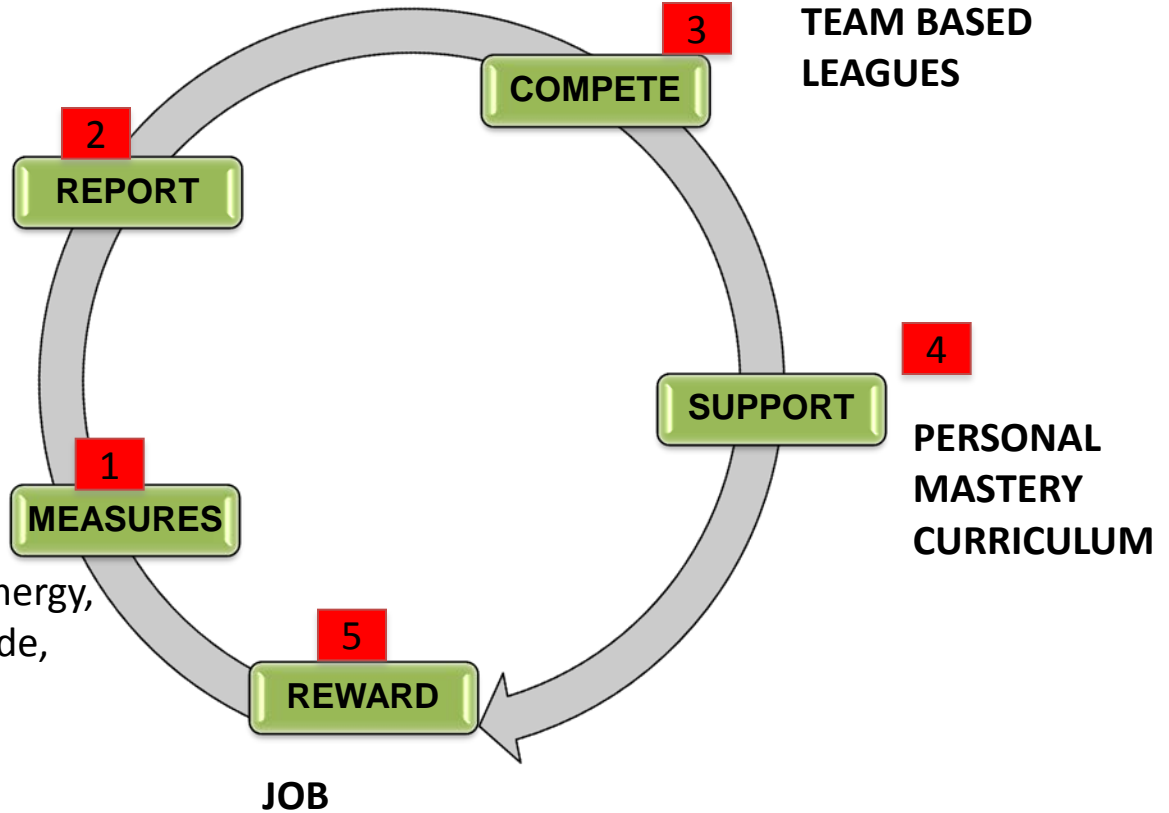 3
TEAM BASED
LEAGUES
COMPETE
2
REPORT
4
SUPPORT
PERSONAL
MASTERY
CURRICULUM
1
MEASURES
5
REWARD
JOB